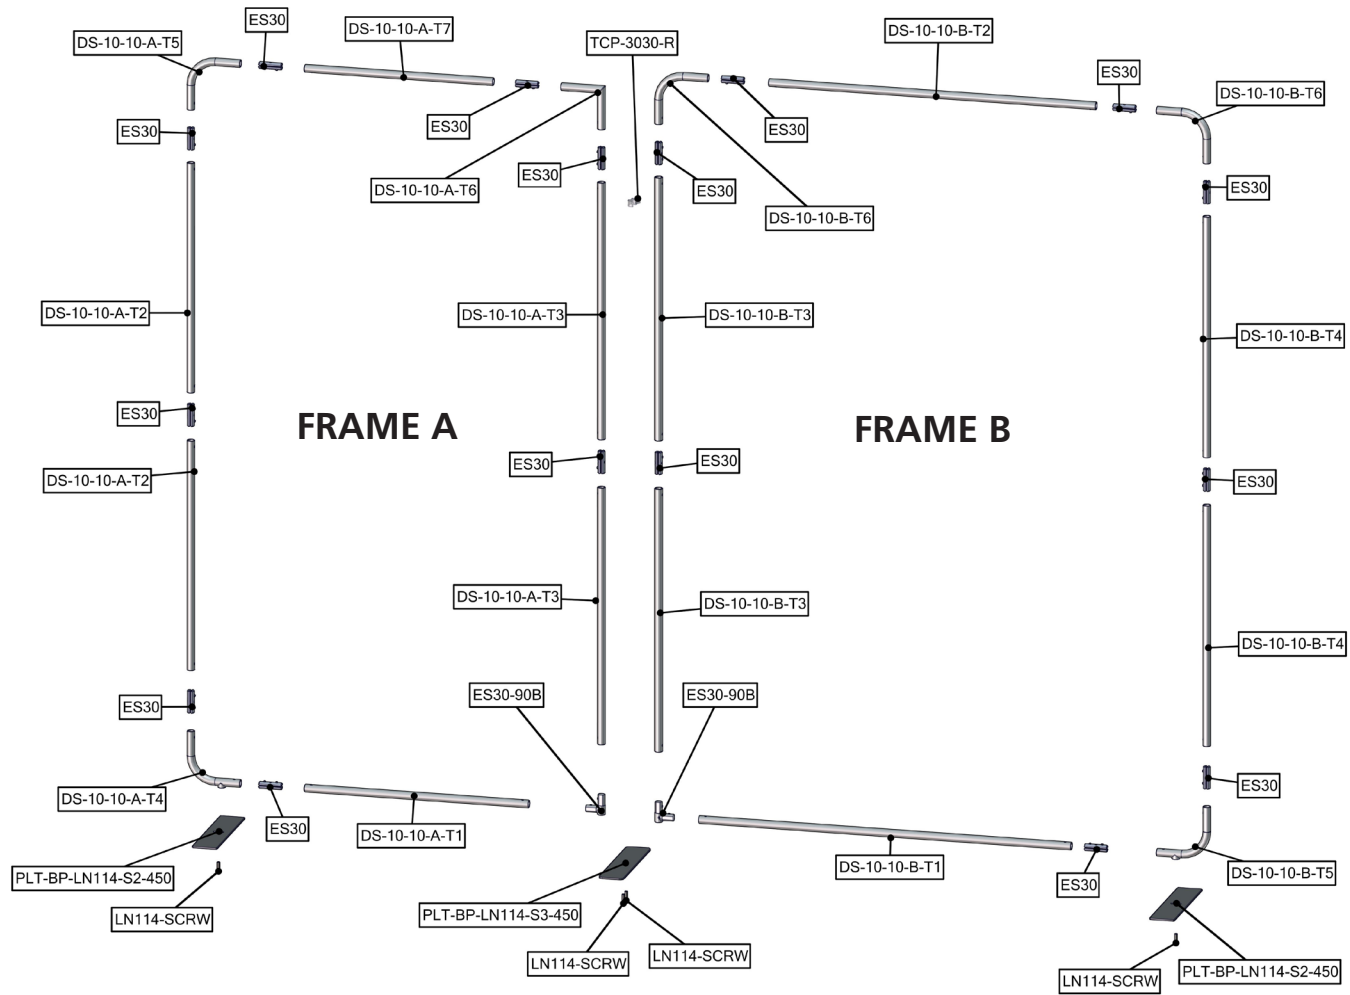 ES30
DS-10-10-A-T7
DS-10-10-B-T2
DS-10-10-A-T5
TCP-3030-R
ES30
DS-10-10-B-T6
ES30
ES30
ES30
ES30
DS-10-10-A-T6
ES30
ES30
DS-10-10-B-T6
DS-10-10-A-T2
DS-10-10-A-T3
DS-10-10-B-T3
DS-10-10-B-T4
ES30
FRAME A
FRAME B
DS-10-10-A-T2
ES30
ES30
ES30
DS-10-10-A-T3
DS-10-10-B-T3
DS-10-10-B-T4
ES30
ES30-90B
ES30-90B
DS-10-10-A-T4
ES30
DS-10-10-A-T1
ES30
DS-10-10-B-T1
ES30
DS-10-10-B-T5
PLT-BP-LN114-S2-450
LN114-SCRW
PLT-BP-LN114-S3-450
LN114-SCRW
LN114-SCRW
LN114-SCRW
PLT-BP-LN114-S2-450